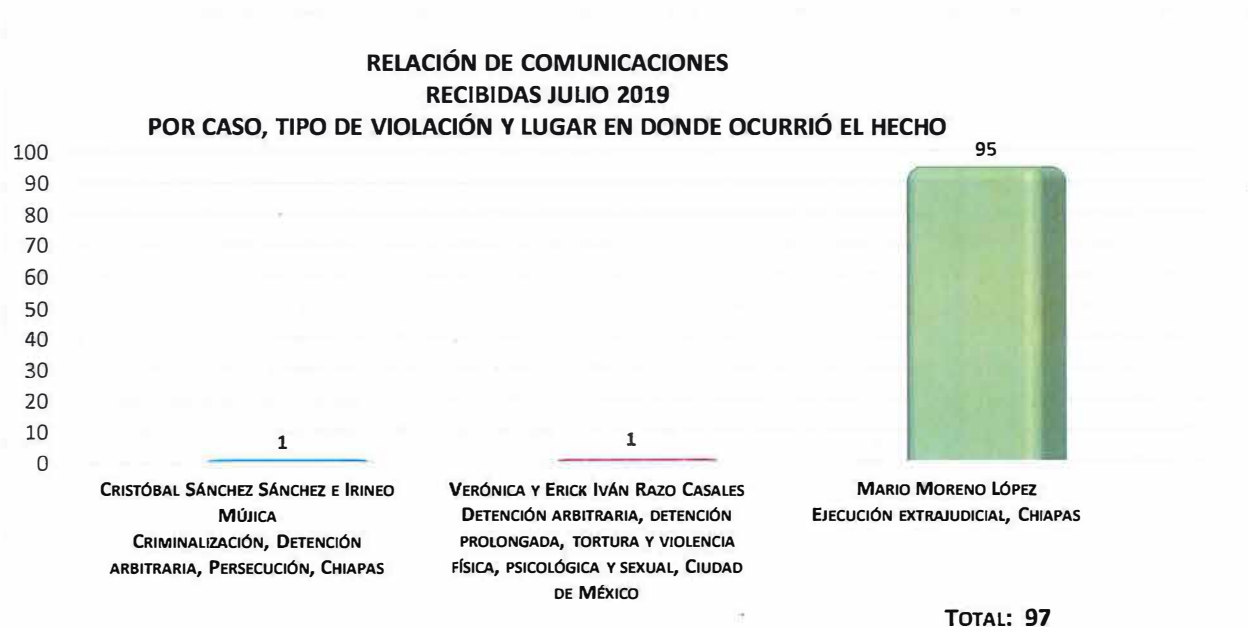 RELACIÓN DE COMUNICACIONES
RECIBIDAS JULIO 2019
POR CASO, TIPO DE VIOLACIÓN Y LUGAR EN DONDE OCURRIÓ EL HECHO
100
90
80
70
60
50
40
30
20
10
0
1
1
95
CRISTÓBAL SÁNCHEZ SÁNCHEZ E IRINEO
MÚJICA
CRIMINALIZACIÓN, DETENCIÓN
ARBITRARIA, PERSECUCIÓN, CHIAPAS
VERÓNICA Y ERICK IVÁN RAZO CASALES
DETENCIÓN ARBITRARIA, DETENCIÓN
PROLONGADA, TORTURA Y VIOLENCIA
FÍSICA, PSICOLÓGICA Y SEXUAL, CIUDAD
DE MÉXICO
MARIO MORENO LÓPEZ
EJECUCIÓN EXTRAJUDICIAL, CHIAPAS
TOTAL: 97